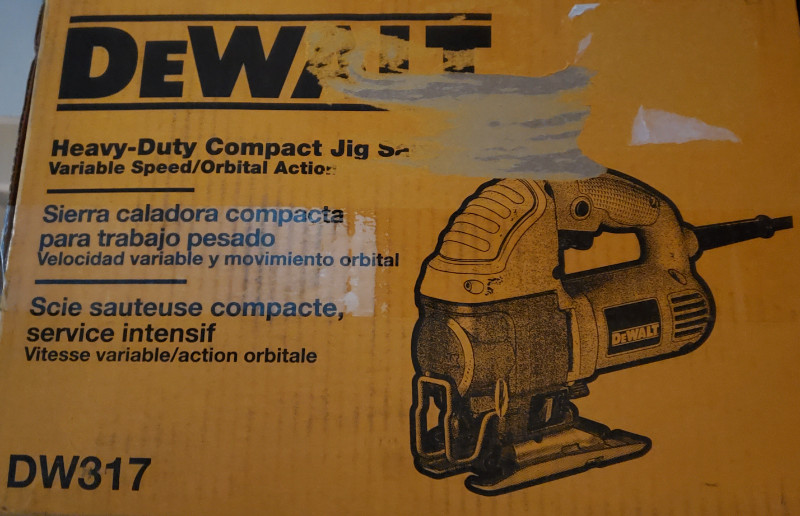 DEWALT
Heavy-Duty Compact Jig
Variable Speed/Orbital Action
Sierra caladora compacta
para trabajo pesado
Velocidad variable y movimiento orbital
Scie sauteuse compacte,
service intensif
Vitesse variable/action orbitale
DEWALT
DW317